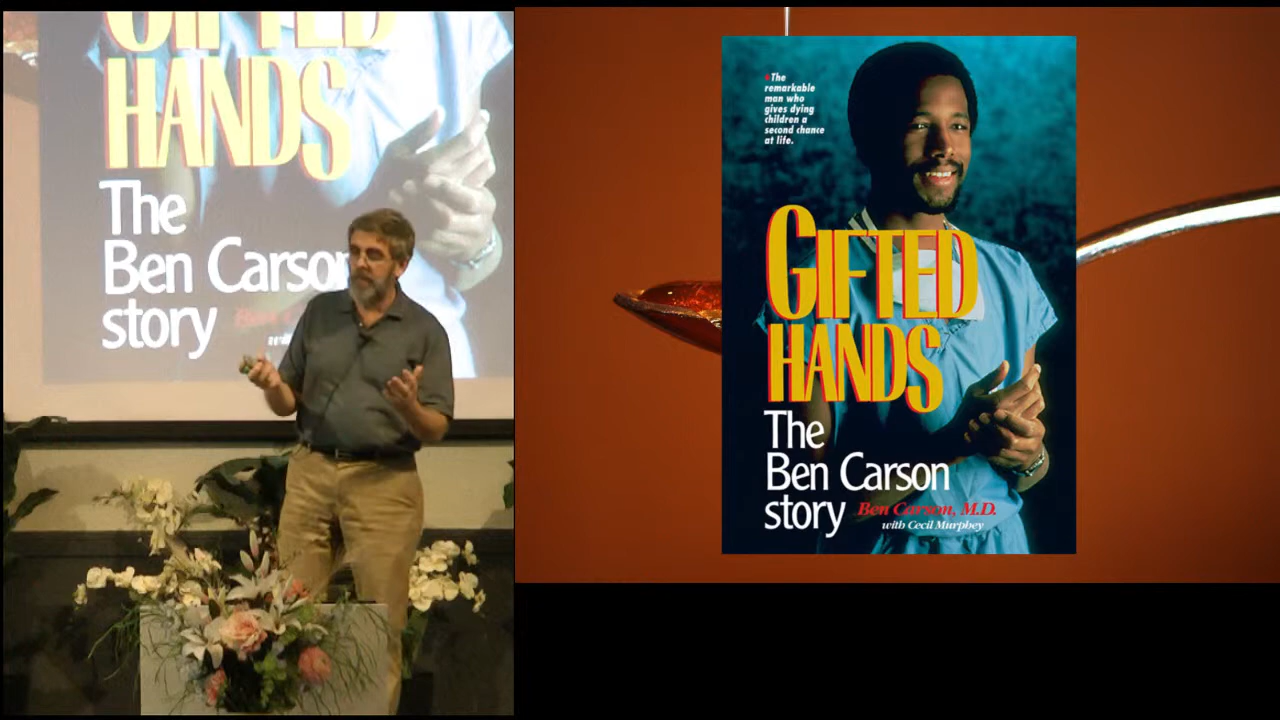 GIFTED
HANDS
The
Ben Carson
story
The
remarkable
man who
gives dying
children a
second chance
at life.
GIFTED
HANDS
The
Ben Carson
story
Ben Carson, M.D.
with Cecil Murphey